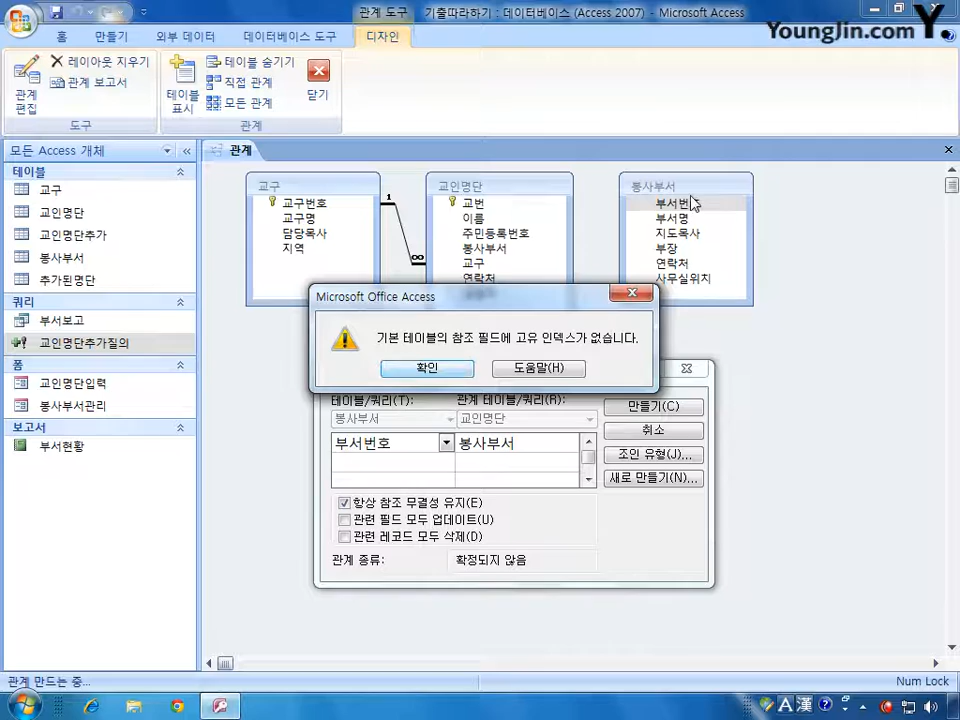 관계 도구 기출따라하기 : 데이터베이스 (Access 2007) - Microsoft Access
YoungJin.com Y.
홈 만들기 외부 데이터 데이터베이스 도구 디자인
관계 편집
레이아웃 지우기
관계 보고서
도구
테이블 표시
테이블 숨기기
직접 관계
모든 관계
닫기
관계
모든 Access 개체 «
관계
테이블
교구
교인명단
교인명단추가
봉사부서
추가된명단
쿼리
부서보고
교인명단추가질의
폼
교인명단입력
봉사부서관리
보고서
부서현황
교구
교구번호
교구명
담당목사
지역
1
∞
교인명단
교번
이름
주민등록번호
봉사부서
교구
연락처
봉사부서
부서번호
부서명
지도목사
부장
연락처
사무실위치
Microsoft Office Access
기본 테이블의 참조 필드에 고유 인덱스가 없습니다.
확인 도움말(H)
테이블/쿼리(T): 관계 테이블/쿼리(R):
봉사부서 교인명단
부서번호 봉사부서
만들기(C)
취소
조인 유형(J)...
새로 만들기(N)...
항상 참조 무결성 유지(E)
관련 필드 모두 업데이트(U)
관련 레코드 모두 삭제(D)
관계 종류: 확정되지 않음
관계 만드는 중...
Num Lock
A 漢